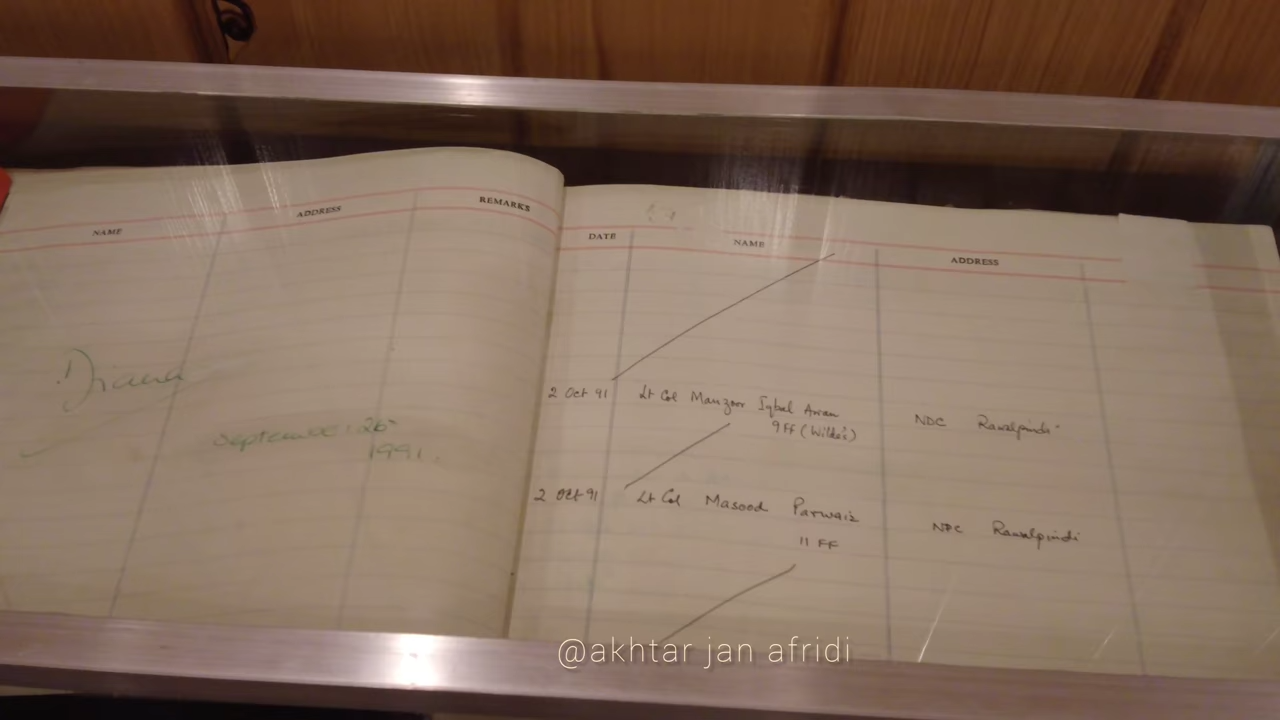 NAME ADDRESS REMARKS
Diana
September: 26
1991.
DATE NAME ADDRESS
2 Oct 91 Lt Col Manzoor Iqbal Awan NDC Rawalpindi
9 FF (Wilde's)
2 Oct 91 Lt Col Masood Parwaiz NDC Rawalpindi
11 FF
@akhtar jan afridi